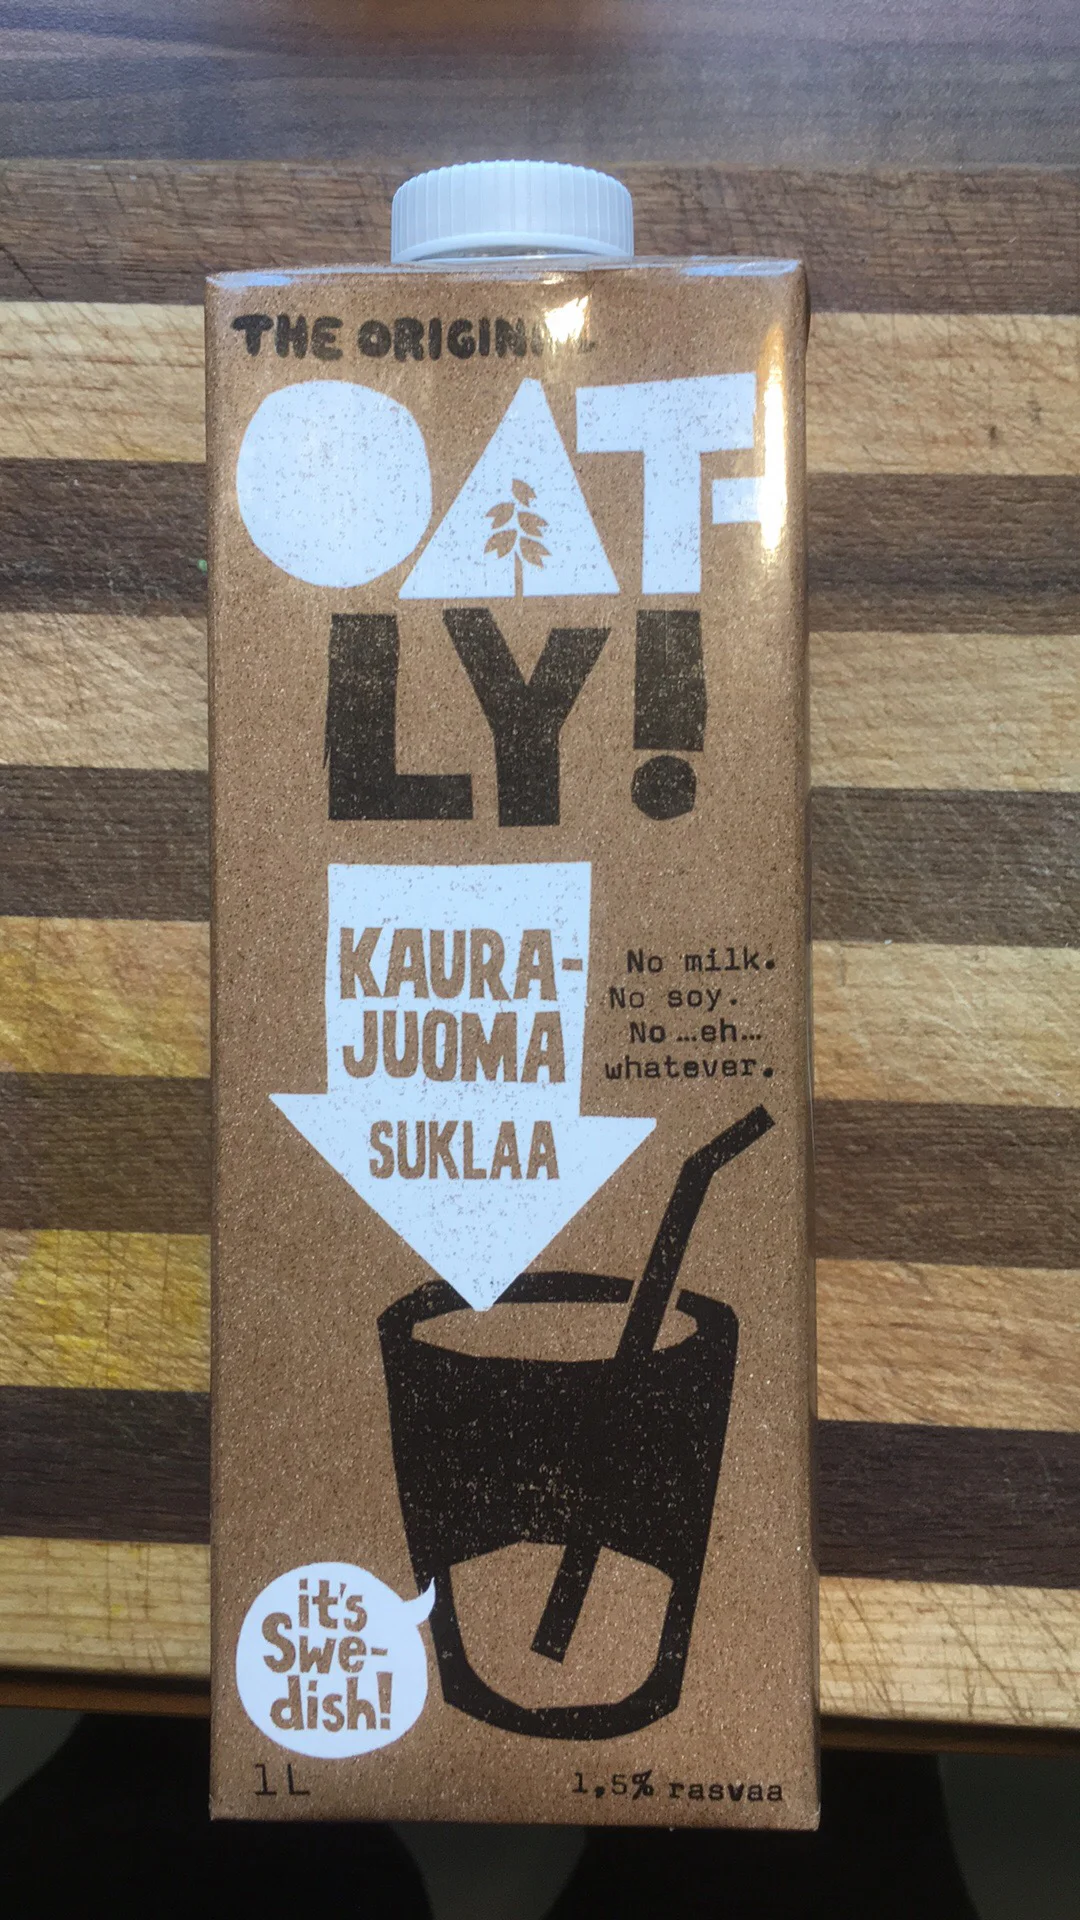 THE ORIGINAL
OAT-
LY!
KAURA-
JUOMA
SUKLAA
No milk.
No soy.
No ...eh...
whatever.
it's
Swe-
dish!
1L
1,5% rasvaa